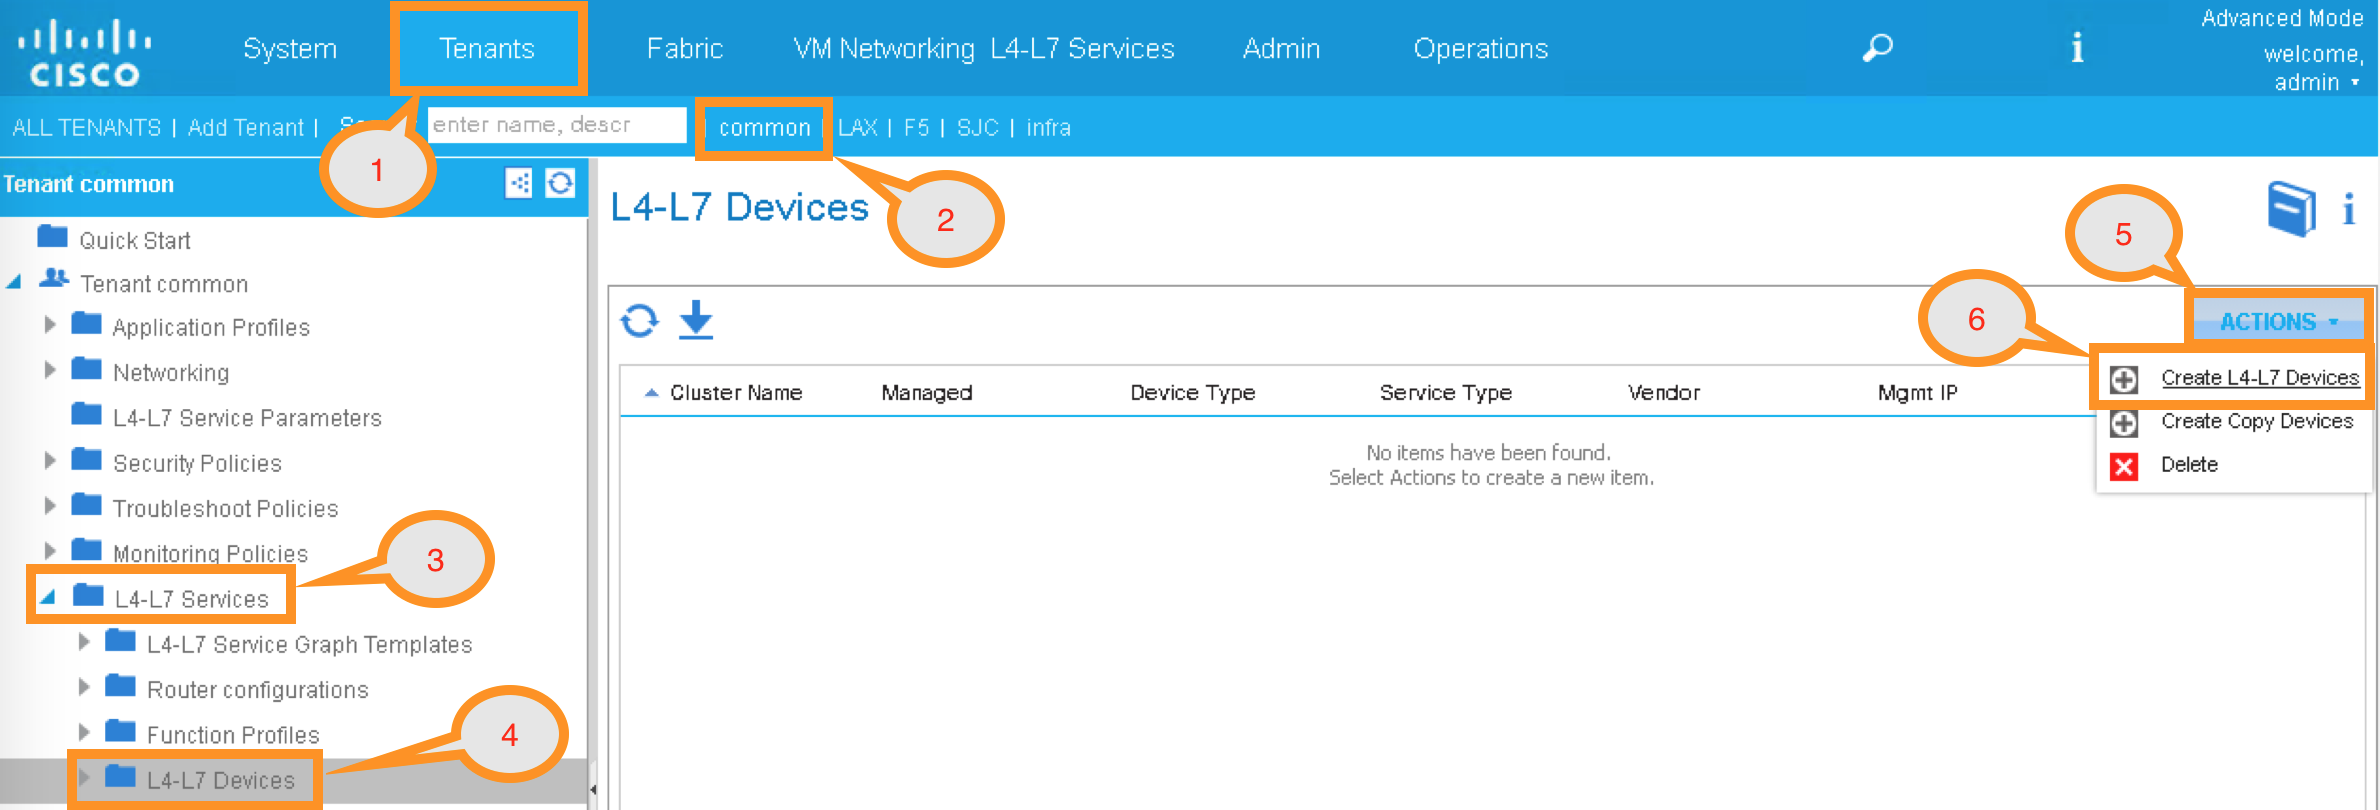 CISCO
System
Tenants
Fabric
VM Networking
L4-L7 Services
Admin
Operations
i
Advanced Mode
welcome,
admin
ALL TENANTS | Add Tenant |
enter name, descr
| common | LAX | F5 | SJC | infra
1
2
Tenant common
Quick Start
Tenant common
Application Profiles
Networking
L4-L7 Service Parameters
Security Policies
Troubleshoot Policies
Monitoring Policies
L4-L7 Services
3
L4-L7 Service Graph Templates
Router configurations
Function Profiles
L4-L7 Devices
4
L4-L7 Devices
i
5
6
ACTIONS
Create L4-L7 Devices
Create Copy Devices
Delete
Cluster Name
Managed
Device Type
Service Type
Vendor
Mgmt IP
No items have been found.
Select Actions to create a new item.